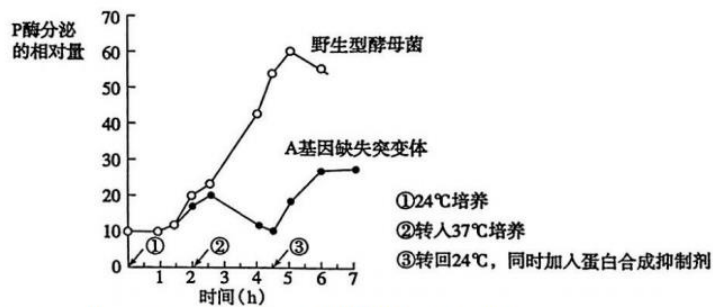 P酶分泌
的相对量
70
60
50
40
30
20
10
0
野生型酵母菌
A基因缺失突变体
① ② ③
1 2 3 4 5 6 7
时间(h)
①24℃培养
②转入37℃培养
③转回24℃，同时加入蛋白合成抑制剂